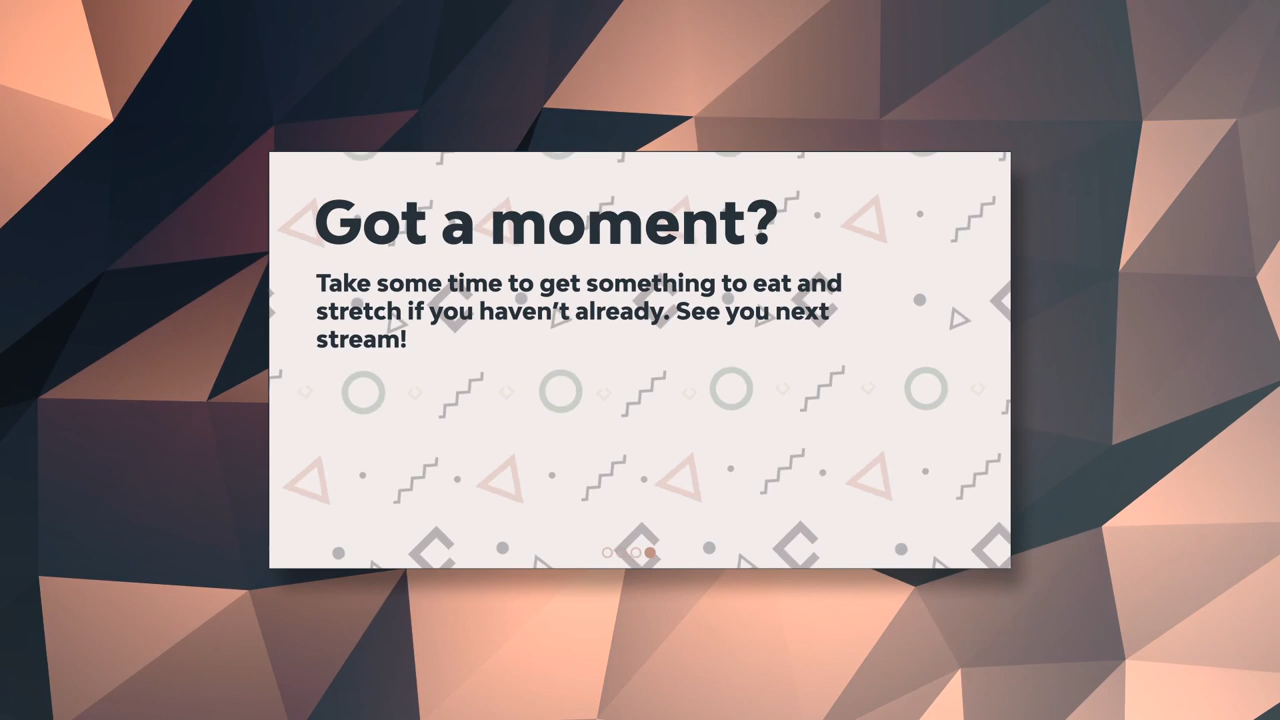 Got a moment?
Take some time to get something to eat and
stretch if you haven’t already. See you next
stream!